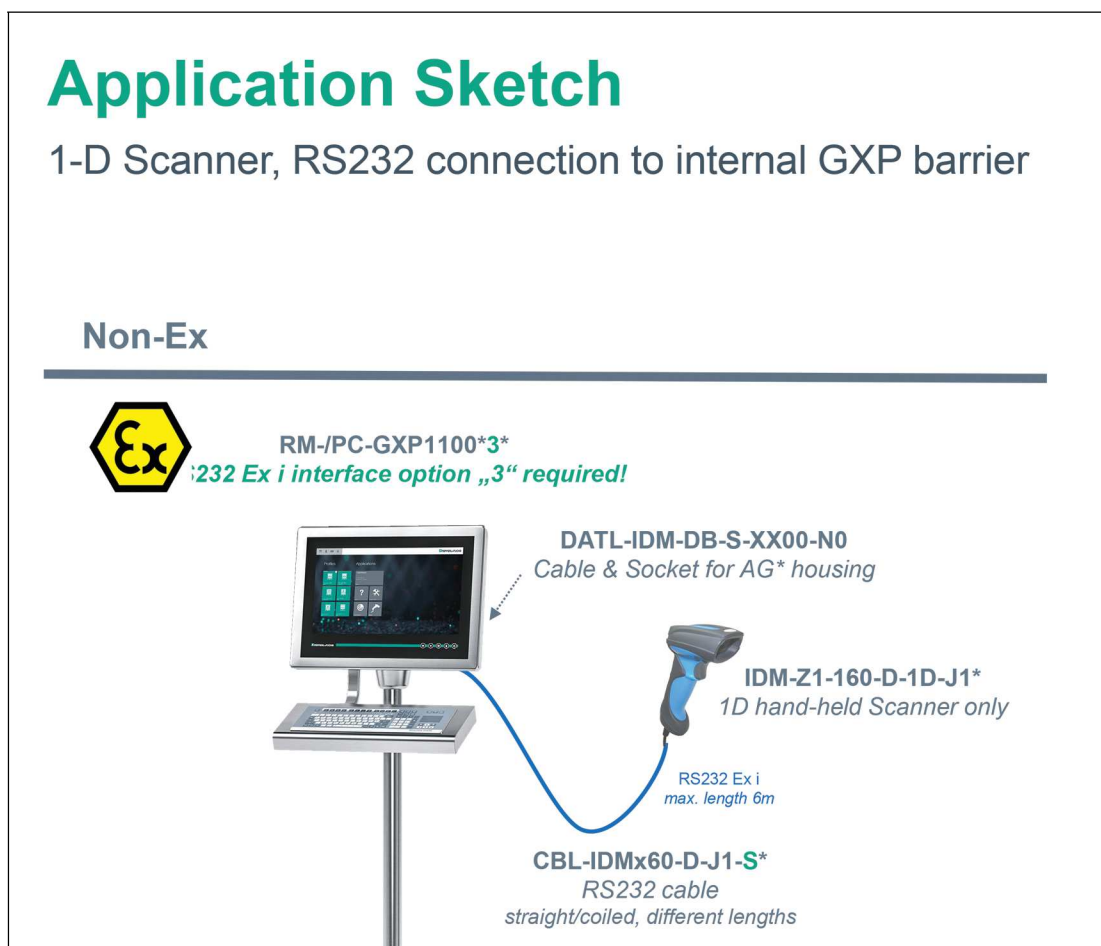 Application Sketch
1-D Scanner, RS232 connection to internal GXP barrier
Non-Ex
Ex
RM-/PC-GXP1100*3*
S232 Ex i interface option „3“ required!
DATL-IDM-DB-S-XX00-N0
Cable & Socket for AG* housing
IDM-Z1-160-D-1D-J1*
1D hand-held Scanner only
RS232 Ex i
max. length 6m
CBL-IDMx60-D-J1-S*
RS232 cable
straight/coiled, different lengths